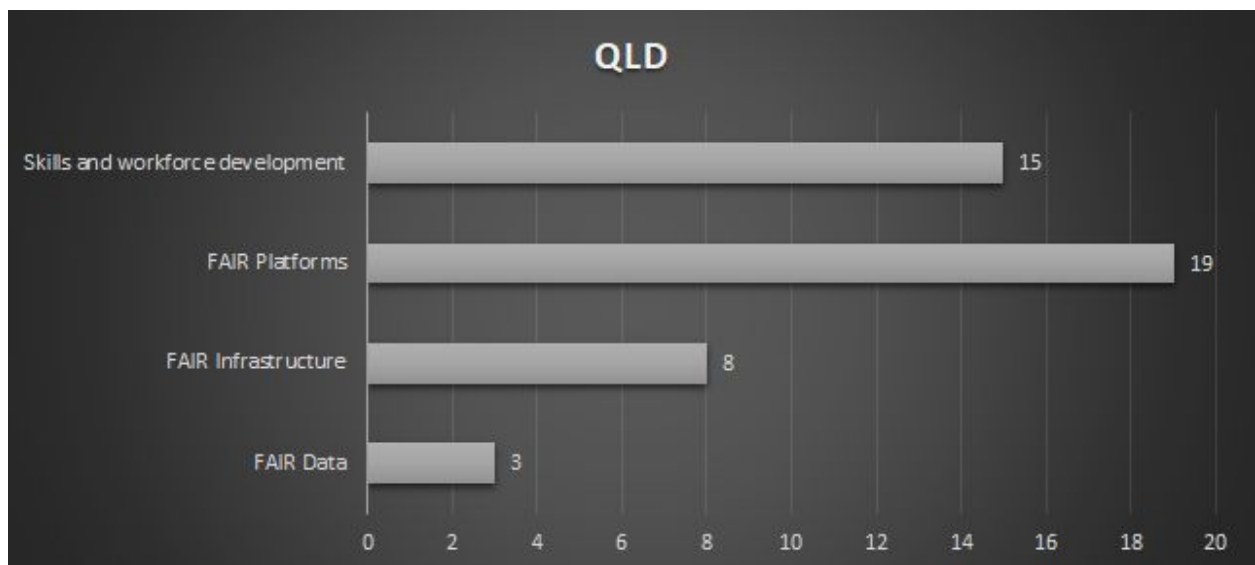 QLD
Skills and workforce development
15
FAIR Platforms
19
FAIR Infrastructure
8
FAIR Data
3
0 2 4 6 8 10 12 14 16 18 20